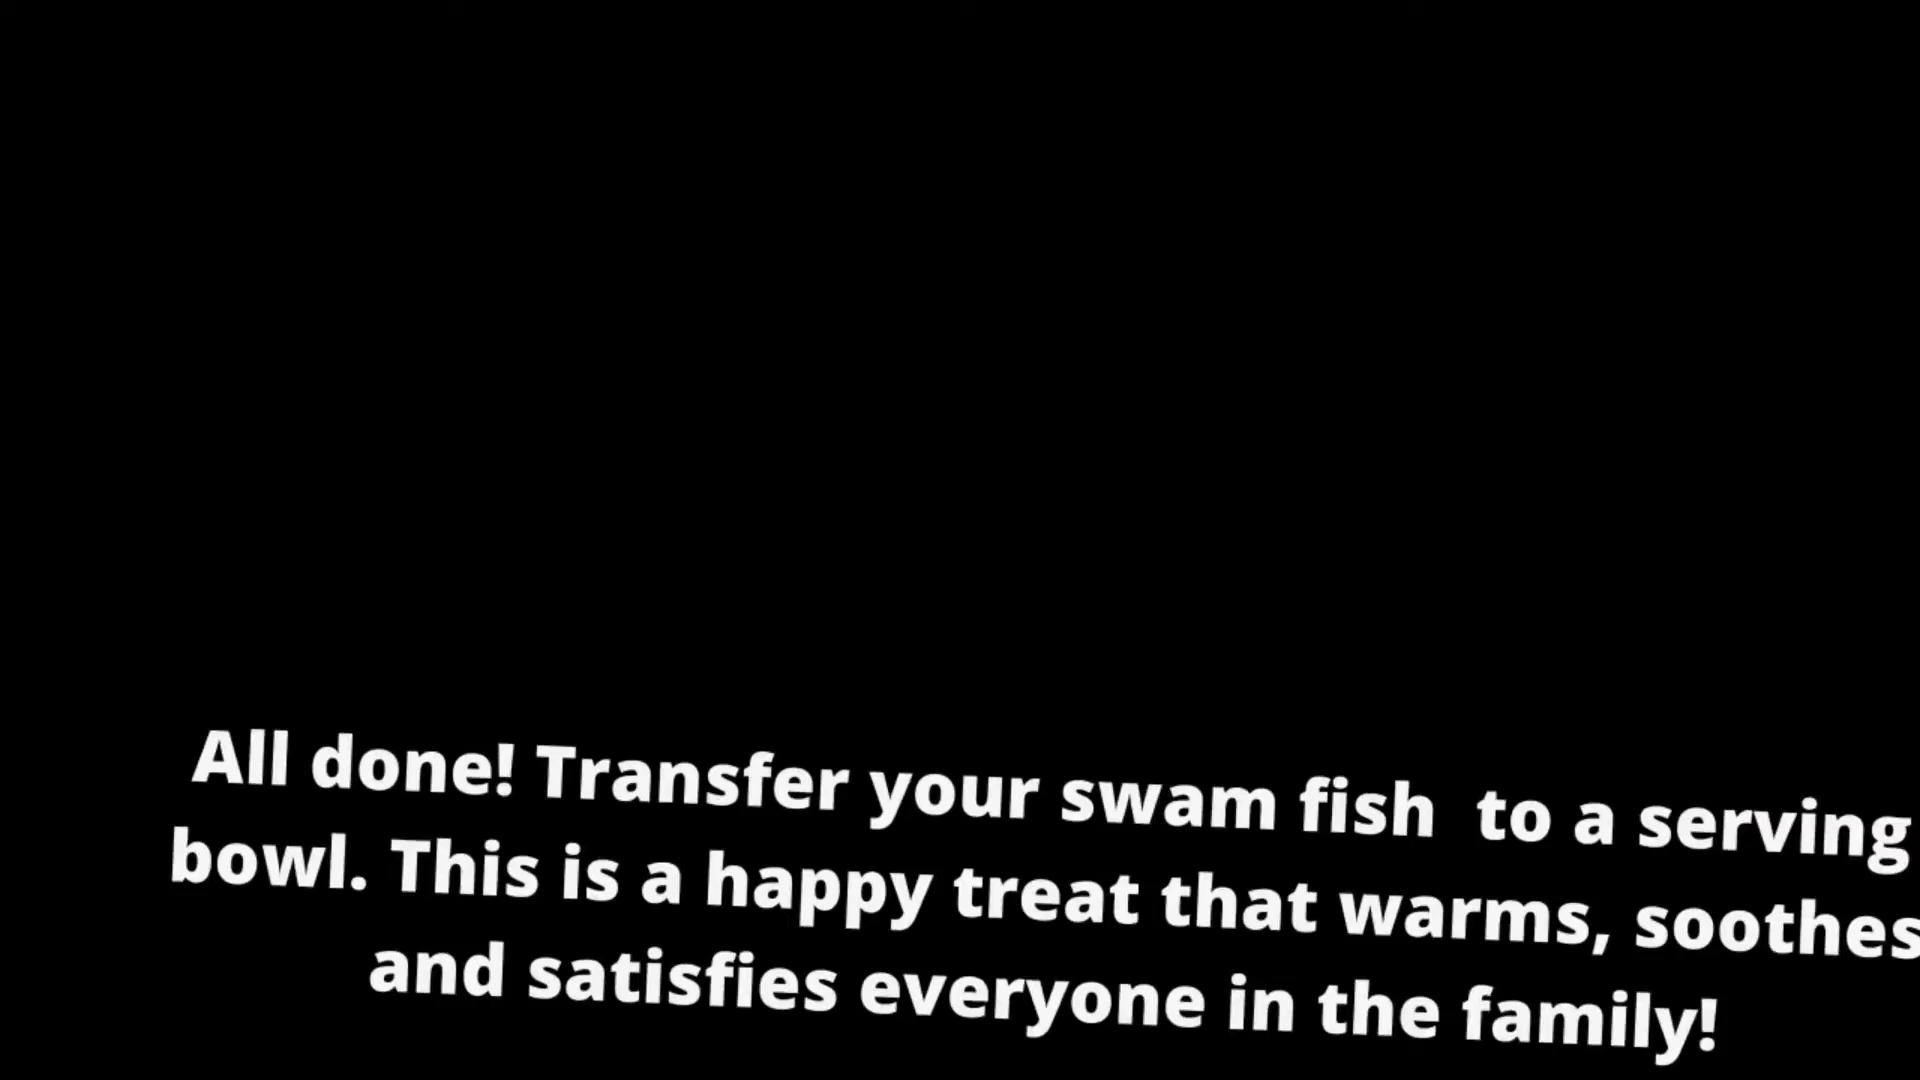 All done! Transfer your swam fish  to a serving
bowl. This is a happy treat that warms, soothes
and satisfies everyone in the family!